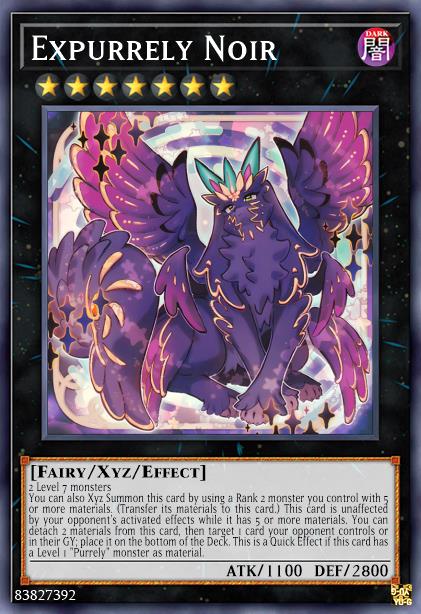 EXPURRELY NOIR
DARK
闇
[FAIRY/XYZ/EFFECT]
2 Level 7 monsters
You can also Xyz Summon this card by using a Rank 2 monster you control with 5
or more materials. (Transfer its materials to this card.) This card is unaffected
by your opponent's activated effects while it has 5 or more materials. You can
detach 2 materials from this card, then target 1 card your opponent controls or
in their GY; place it on the bottom of the Deck. This is a Quick Effect if this card has
a Level 1 "Purrely" monster as material.
ATK/1100 DEF/2800
83827392